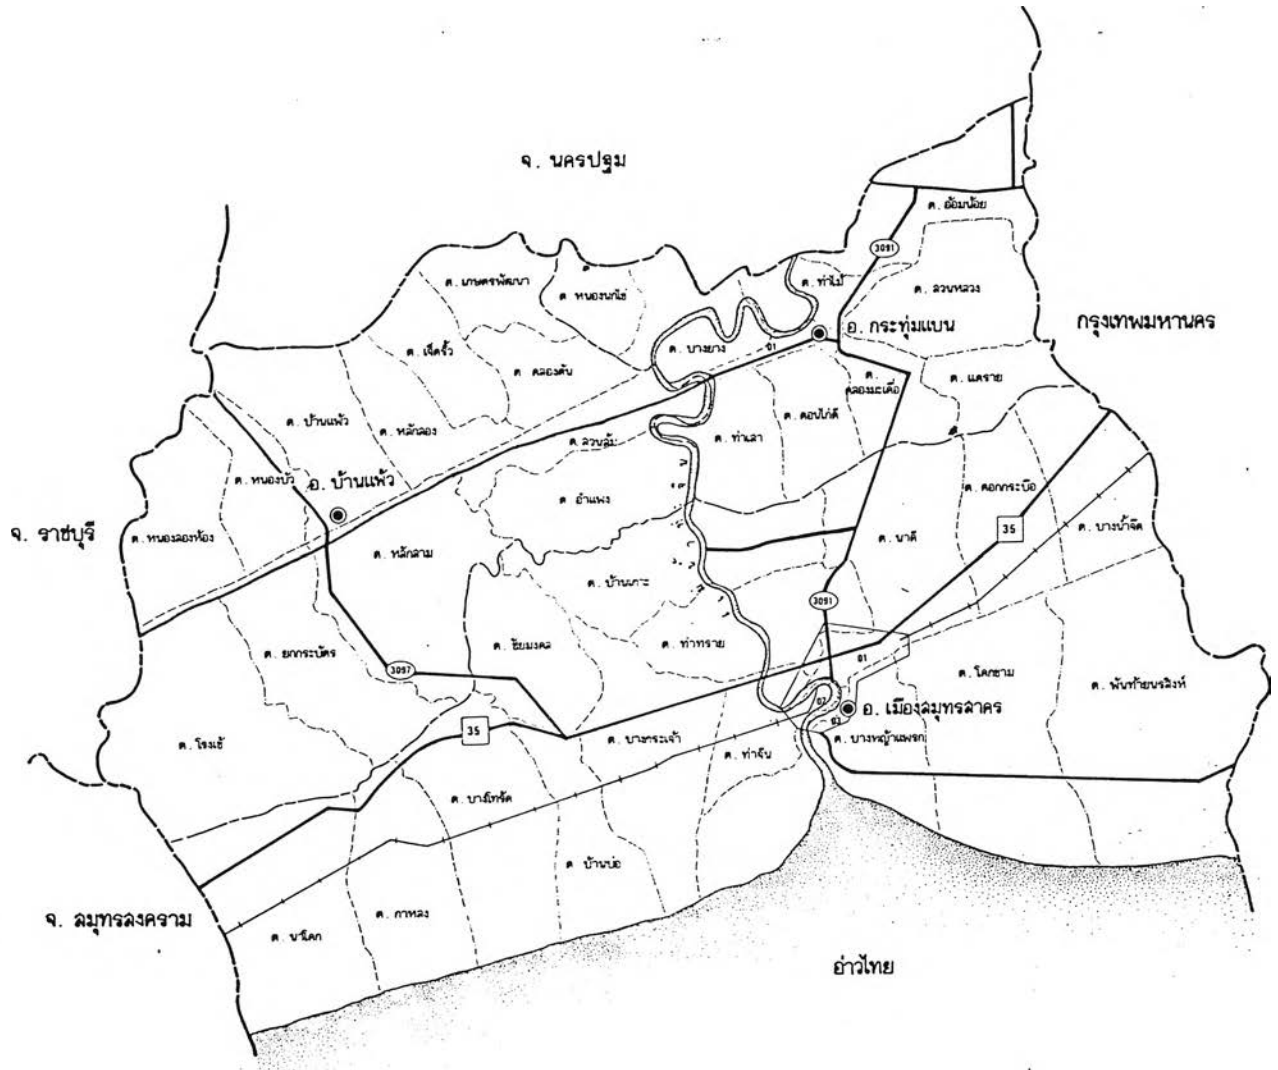 จ. นครปฐม
ต. อ้อมน้อย
3091
ต. เกษตรพัฒนา
ต. หนองนกไข่
ต. ท่าไม้
ต. สวนหลวง
กรุงเทพมหานคร
อ. กระทุ่มแบน
ต. เจ็ดริ้ว
ต. บางยาง
01
ต. คลองตัน
ต.
คลองมะเดื่อ
ต. แคราย
ต. บ้านแพ้ว
ต. หลักสอง
ต. สวนส้ม
ต. ท่าเสา
ต. ดอนไก่ดี
ต. หนองบัว
อ. บ้านแพ้ว
ต. อำแพง
ต. คอกกระบือ
จ. ราชบุรี
ต. หนองสองห้อง
ต. หลักสาม
ต. นาดี
35
ต. บางน้ำจืด
ต. บ้านเกาะ
3091
ต. ยกกระบัตร
ต. ชัยมงคล
ต. ท่าทราย
01
3097
ต. โคกขาม
ต. พันท้ายนรสิงห์
02
อ. เมืองสมุทรสาคร
03
ต. โรงเข้
35
ต. บางกระเจ้า
ต. ท่าจีน
ต. บางหญ้าแพรก
ต. บางโทรัด
ต. บ้านบ่อ
จ. สมุทรสงคราม
ต. กาหลง
ต. นาโคก
อ่าวไทย